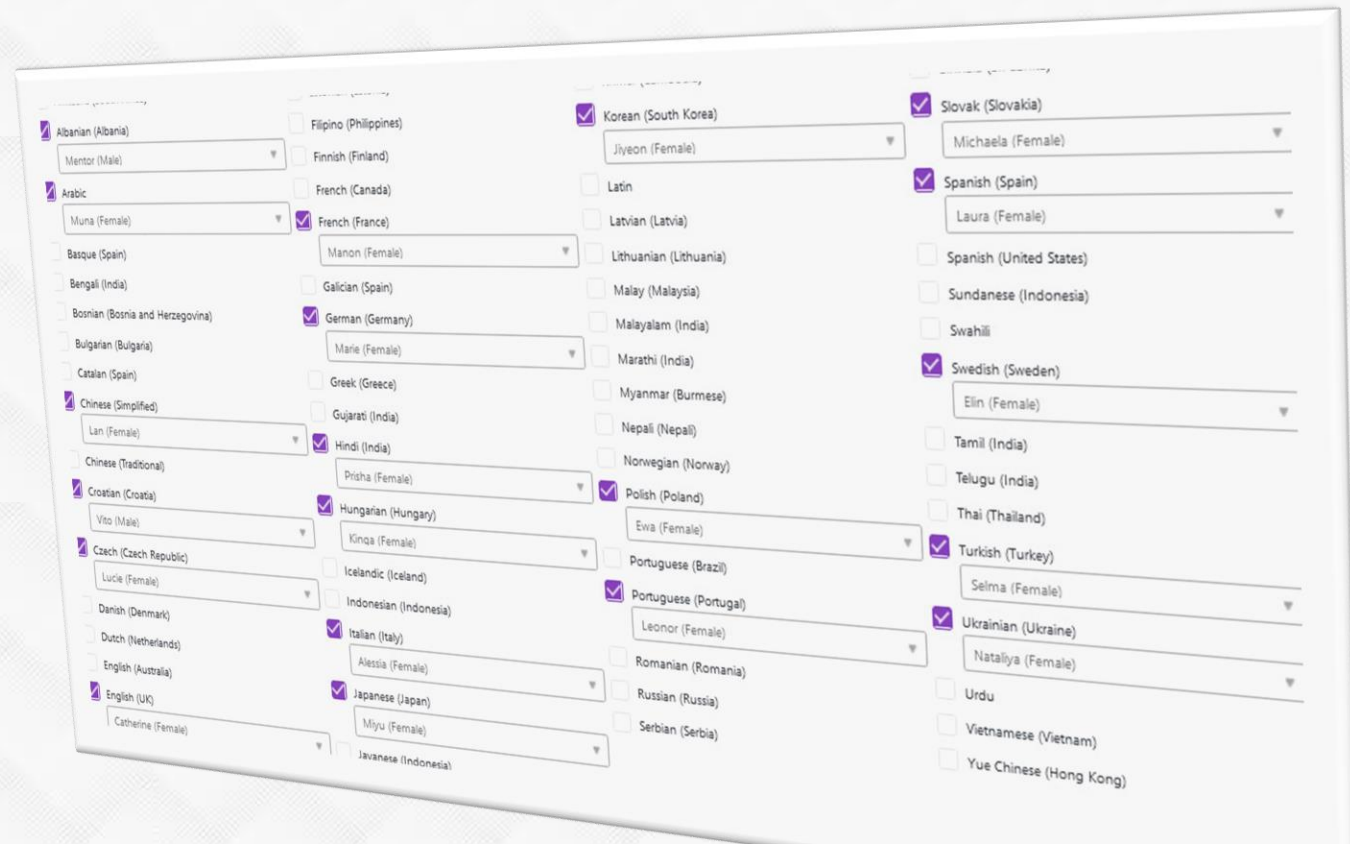 Albanian (Albania)
Mentor (Male)
Arabic
Muna (Female)
Basque (Spain)
Bengali (India)
Bosnian (Bosnia and Herzegovina)
Bulgarian (Bulgaria)
Catalan (Spain)
Chinese (Simplified)
Lan (Female)
Chinese (Traditional)
Croatian (Croatia)
Vito (Male)
Czech (Czech Republic)
Lucie (Female)
Danish (Denmark)
Dutch (Netherlands)
English (Australia)
English (UK)
Catherine (Female)
Filipino (Philippines)
Finnish (Finland)
French (Canada)
French (France)
Manon (Female)
Galician (Spain)
German (Germany)
Marie (Female)
Greek (Greece)
Gujarati (India)
Hindi (India)
Prisha (Female)
Hungarian (Hungary)
Kinga (Female)
Icelandic (Iceland)
Indonesian (Indonesia)
Italian (Italy)
Alessia (Female)
Japanese (Japan)
Miyu (Female)
Javanese (Indonesia)
Korean (South Korea)
Jiyeon (Female)
Latin
Latvian (Latvia)
Lithuanian (Lithuania)
Malay (Malaysia)
Malayalam (India)
Marathi (India)
Myanmar (Burmese)
Nepali (Nepali)
Norwegian (Norway)
Polish (Poland)
Ewa (Female)
Portuguese (Brazil)
Portuguese (Portugal)
Leonor (Female)
Romanian (Romania)
Russian (Russia)
Serbian (Serbia)
Slovak (Slovakia)
Michaela (Female)
Spanish (Spain)
Laura (Female)
Spanish (United States)
Sundanese (Indonesia)
Swahili
Swedish (Sweden)
Elin (Female)
Tamil (India)
Telugu (India)
Thai (Thailand)
Turkish (Turkey)
Selma (Female)
Ukrainian (Ukraine)
Nataliya (Female)
Urdu
Vietnamese (Vietnam)
Yue Chinese (Hong Kong)